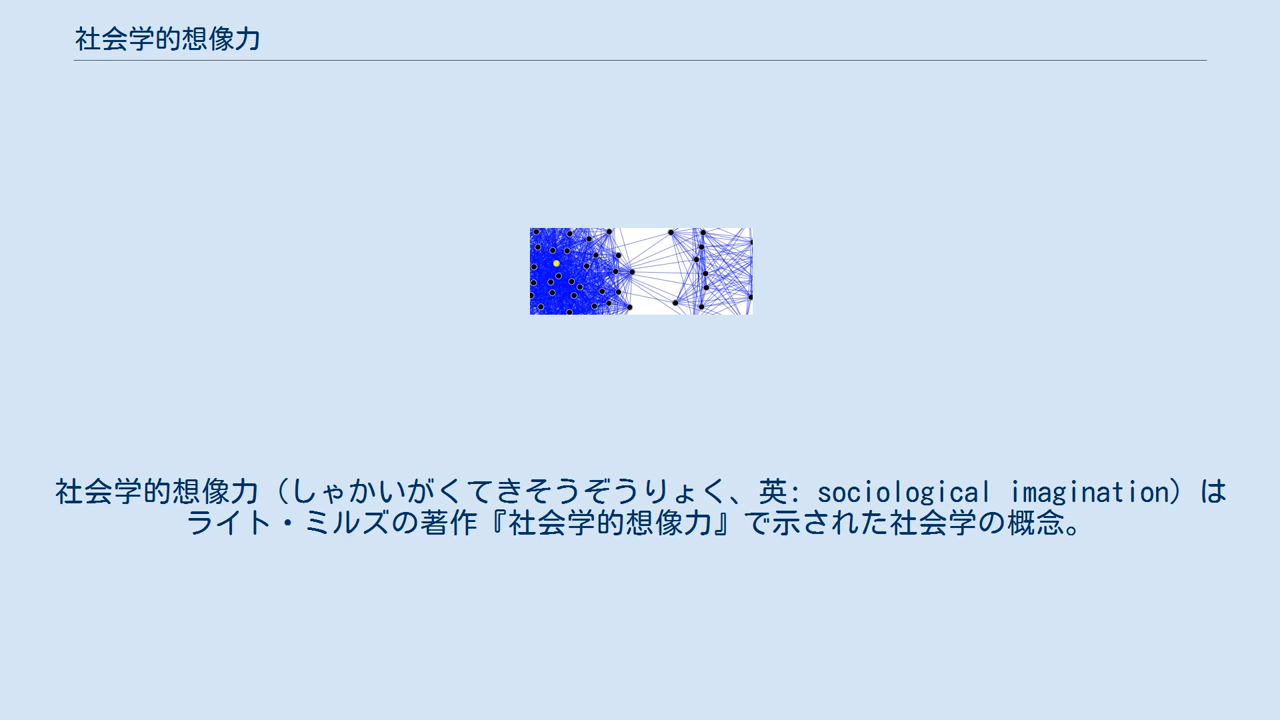 社会学的想像力
社会学的想像力（しゃかいがくてきそうぞうりょく、英: sociological imagination）は
ライト・ミルズの著作『社会学的想像力』で示された社会学の概念。